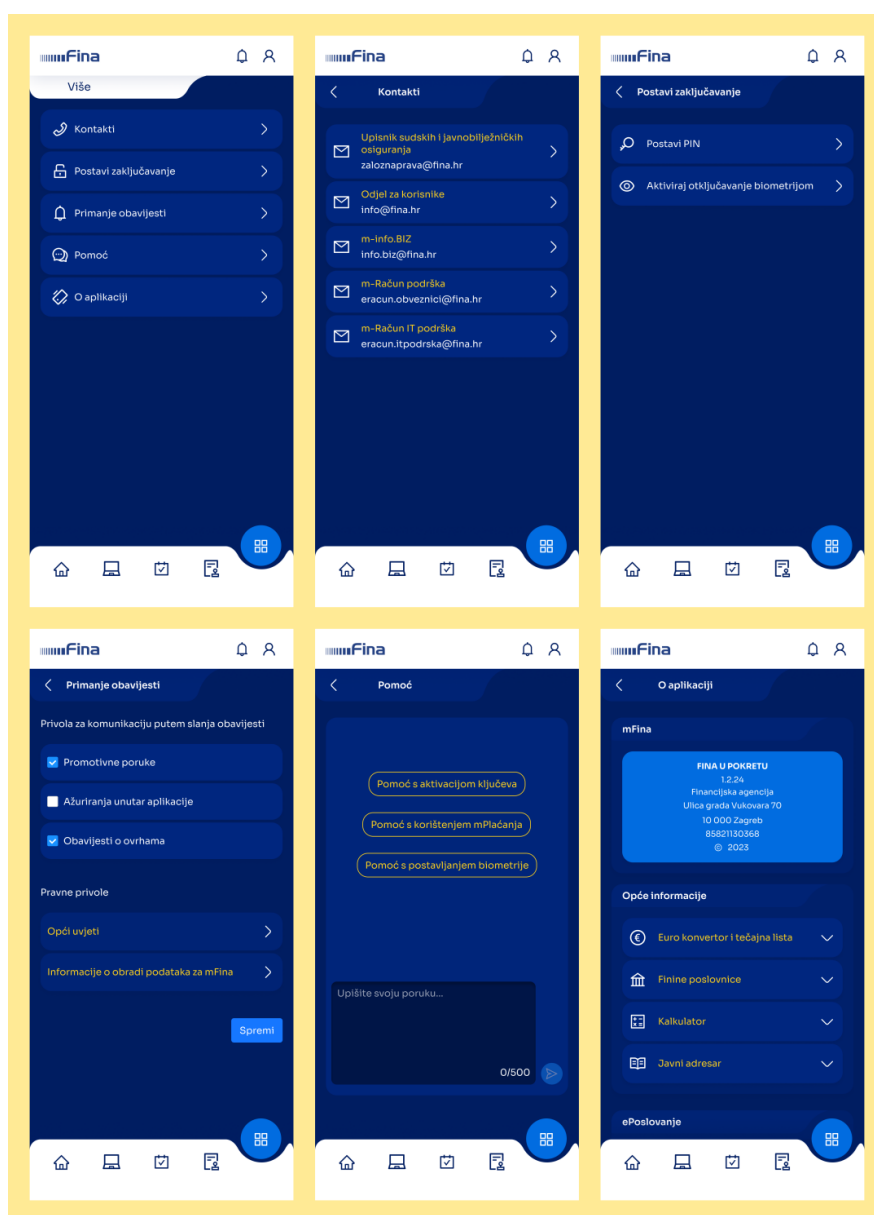 Fina
Više
Kontakti
Postavi zaključavanje
Primanje obavijesti
Pomoć
O aplikaciji
Fina
Kontakti
Upisnik sudskih i javnobilježničkih
osiguranja
zaloznaprava@fina.hr
Odjel za korisnike
info@fina.hr
m-info.BIZ
info.biz@fina.hr
m-Račun podrška
eracun.obveznici@fina.hr
m-Račun IT podrška
eracun.itpodrska@fina.hr
Fina
Postavi zaključavanje
Postavi PIN
Aktiviraj otključavanje biometrijom
Fina
Primanje obavijesti
Privola za komunikaciju putem slanja obavijesti
Promotivne poruke
Ažuriranja unutar aplikacije
Obavijesti o ovrhama
Pravne privole
Opći uvjeti
Informacije o obradi podataka za mFina
Spremi
Fina
Pomoć
Pomoć s aktivacijom ključeva
Pomoć s korištenjem mPlaćanja
Pomoć s postavljanjem biometrije
Upišite svoju poruku...
0/500
Fina
O aplikaciji
mFina
FINA U POKRETU
1.2.24
Financijska agencija
Ulica grada Vukovara 70
10 000 Zagreb
85821130368
© 2023
Opće informacije
Euro konvertor i tečajna lista
Finine poslovnice
Kalkulator
Javni adresar
ePoslovanje